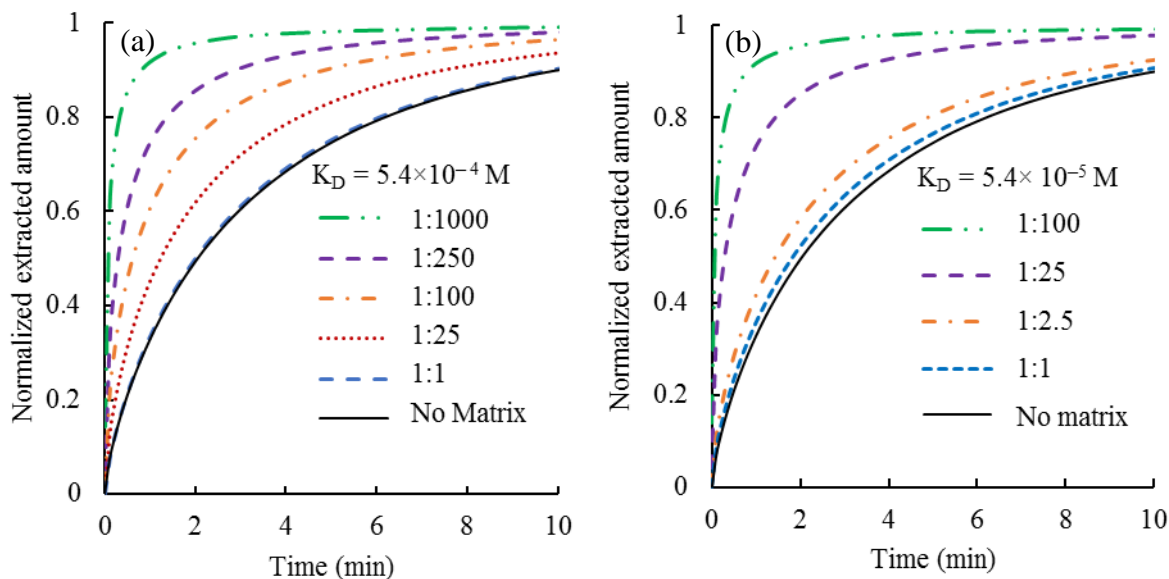 (a)
Normalized extracted amount
1
0.8
0.6
0.4
0.2
0
K_D = 5.4×10⁻⁴ M
1:1000
1:250
1:100
1:25
1:1
No Matrix
0 2 4 6 8 10
Time (min)
(b)
Normalized extracted amount
1
0.8
0.6
0.4
0.2
0
K_D = 5.4× 10⁻⁵ M
1:100
1:25
1:2.5
1:1
No matrix
0 2 4 6 8 10
Time (min)